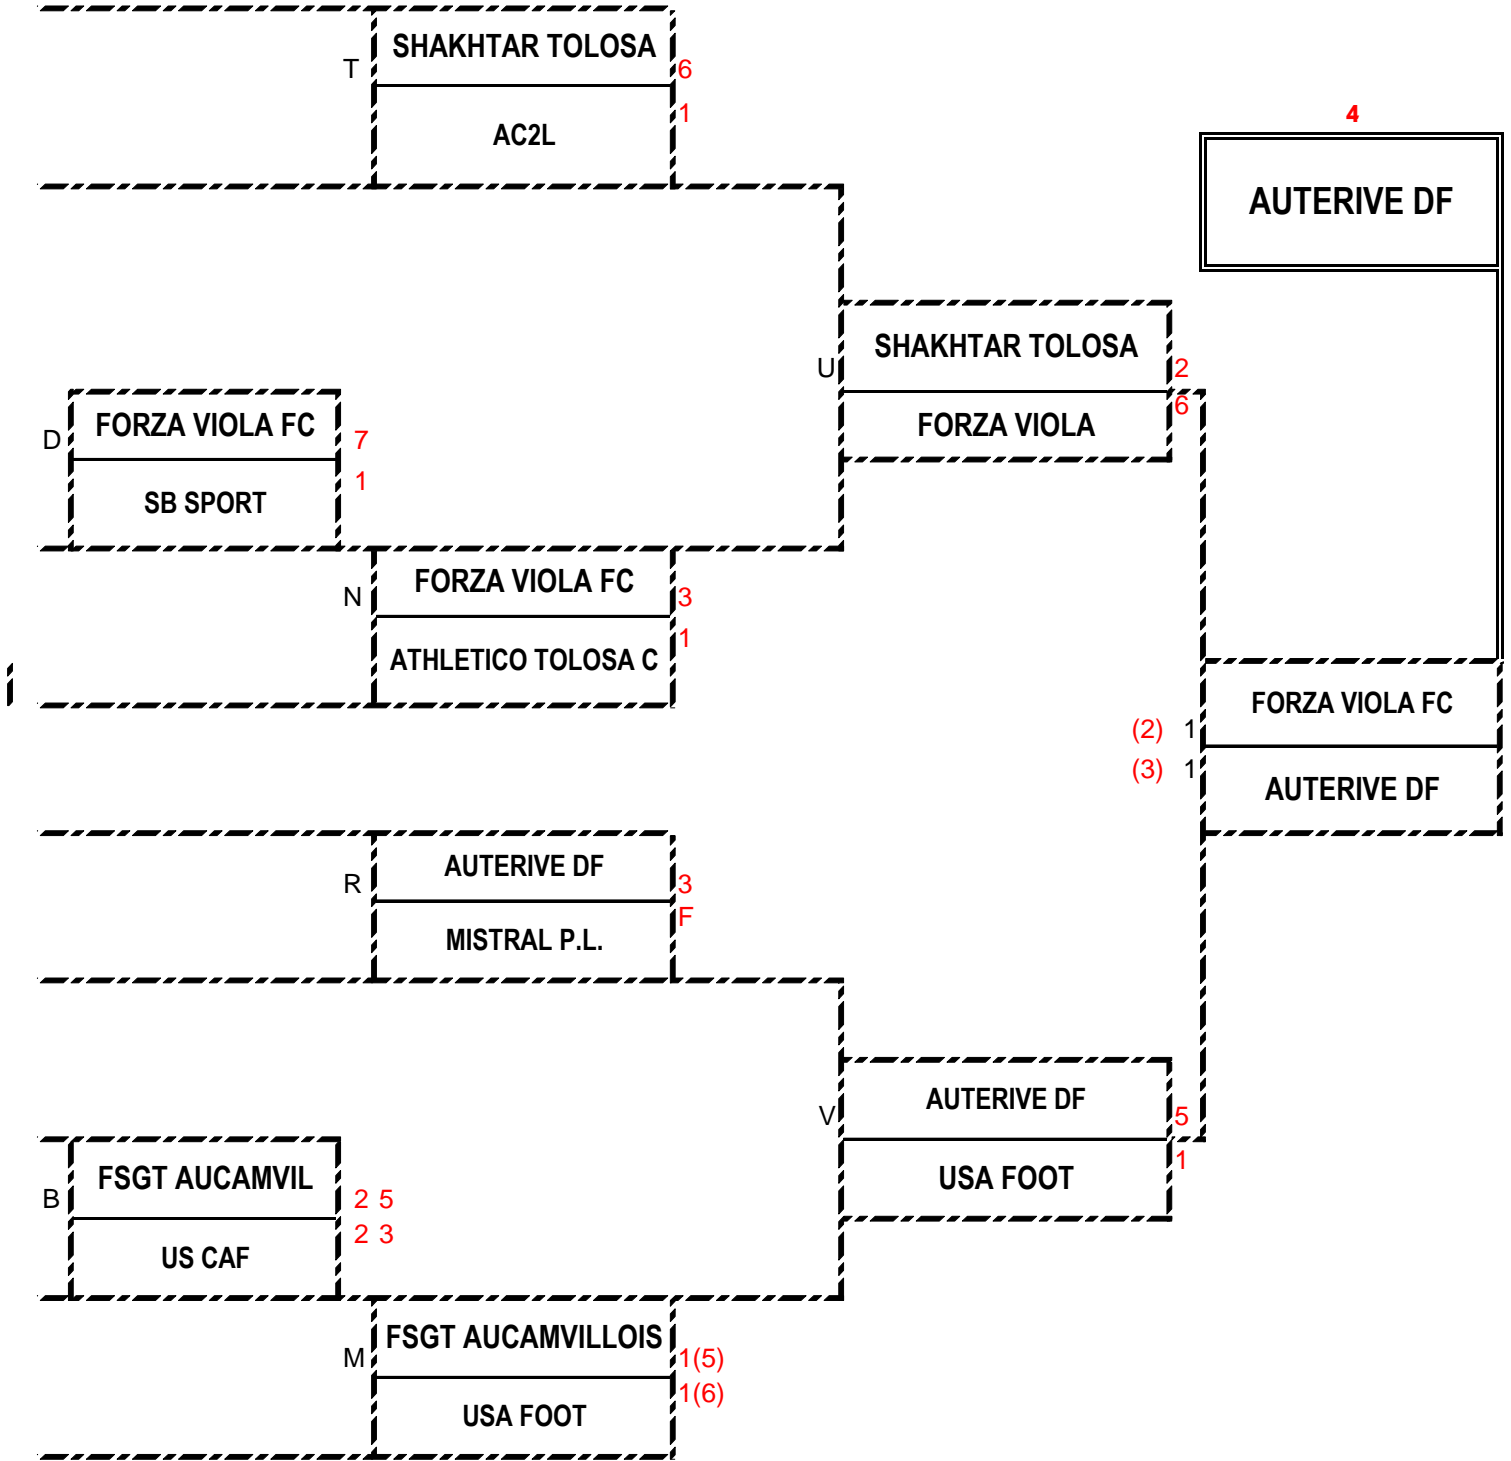 SHAKHTAR TOLOSA
T
6
AC2L
1
4
AUTERIVE DF
SHAKHTAR TOLOSA
U
2
FORZA VIOLA
6
FORZA VIOLA FC
D
7
SB SPORT
1
FORZA VIOLA FC
N
3
ATHLETICO TOLOSA C
1
FORZA VIOLA FC
(2) 1
(3) 1
AUTERIVE DF
AUTERIVE DF
R
3
F
MISTRAL P.L.
AUTERIVE DF
V
5
USA FOOT
1
FSGT AUCAMVIL
B
2 5
2 3
US CAF
FSGT AUCAMVILLOIS
M
1(5)
1(6)
USA FOOT